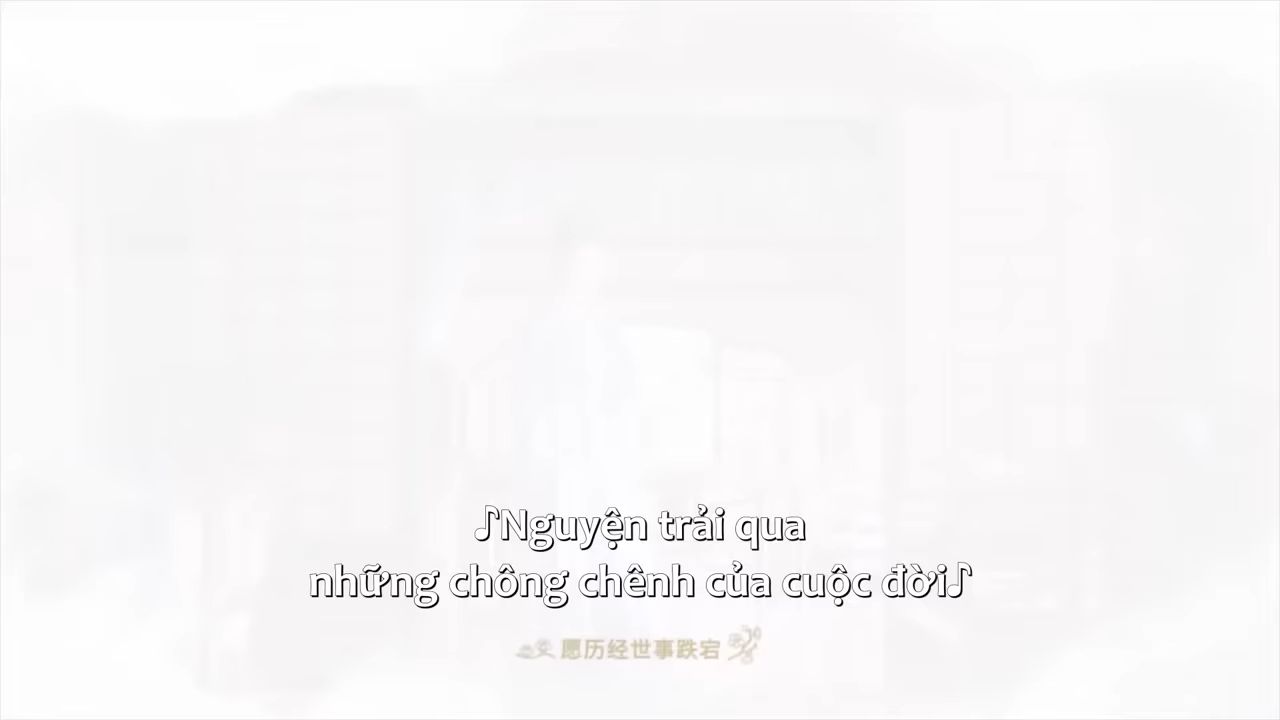 ♪Nguyện trải qua
những chông chênh của cuộc đời♪
愿历经世事跌宕